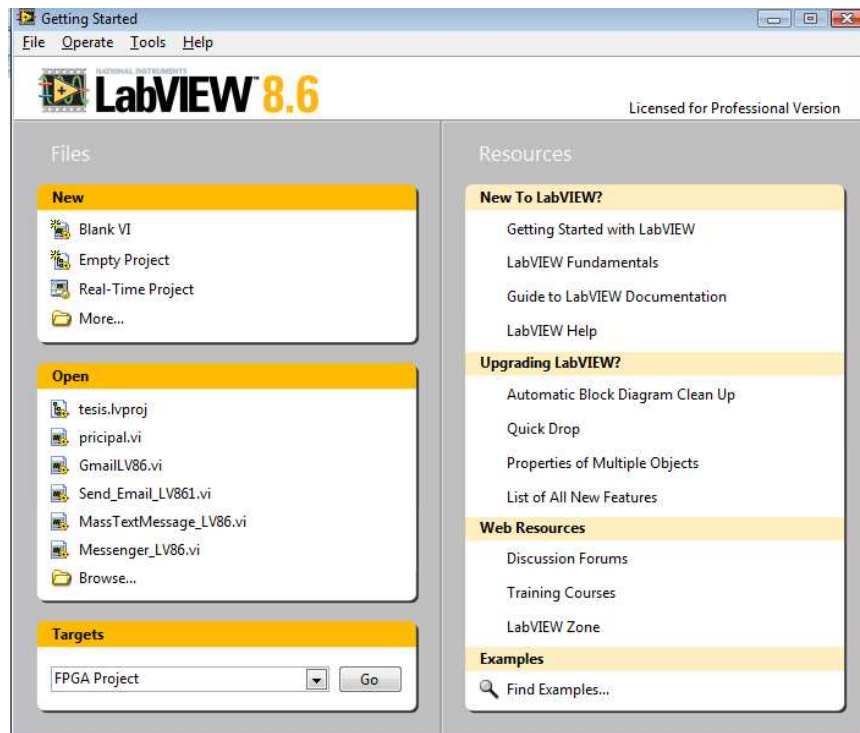 Getting Started
File Operate Tools Help
NATIONAL INSTRUMENTS
LabVIEW™ 8.6
Licensed for Professional Version
Files
New
Blank VI
Empty Project
Real-Time Project
More...
Open
tesis.lvproj
pricipal.vi
GmailLV86.vi
Send_Email_LV861.vi
MassTextMessage_LV86.vi
Messenger_LV86.vi
Browse...
Targets
FPGA Project Go
Resources
New To LabVIEW?
Getting Started with LabVIEW
LabVIEW Fundamentals
Guide to LabVIEW Documentation
LabVIEW Help
Upgrading LabVIEW?
Automatic Block Diagram Clean Up
Quick Drop
Properties of Multiple Objects
List of All New Features
Web Resources
Discussion Forums
Training Courses
LabVIEW Zone
Examples
Find Examples...